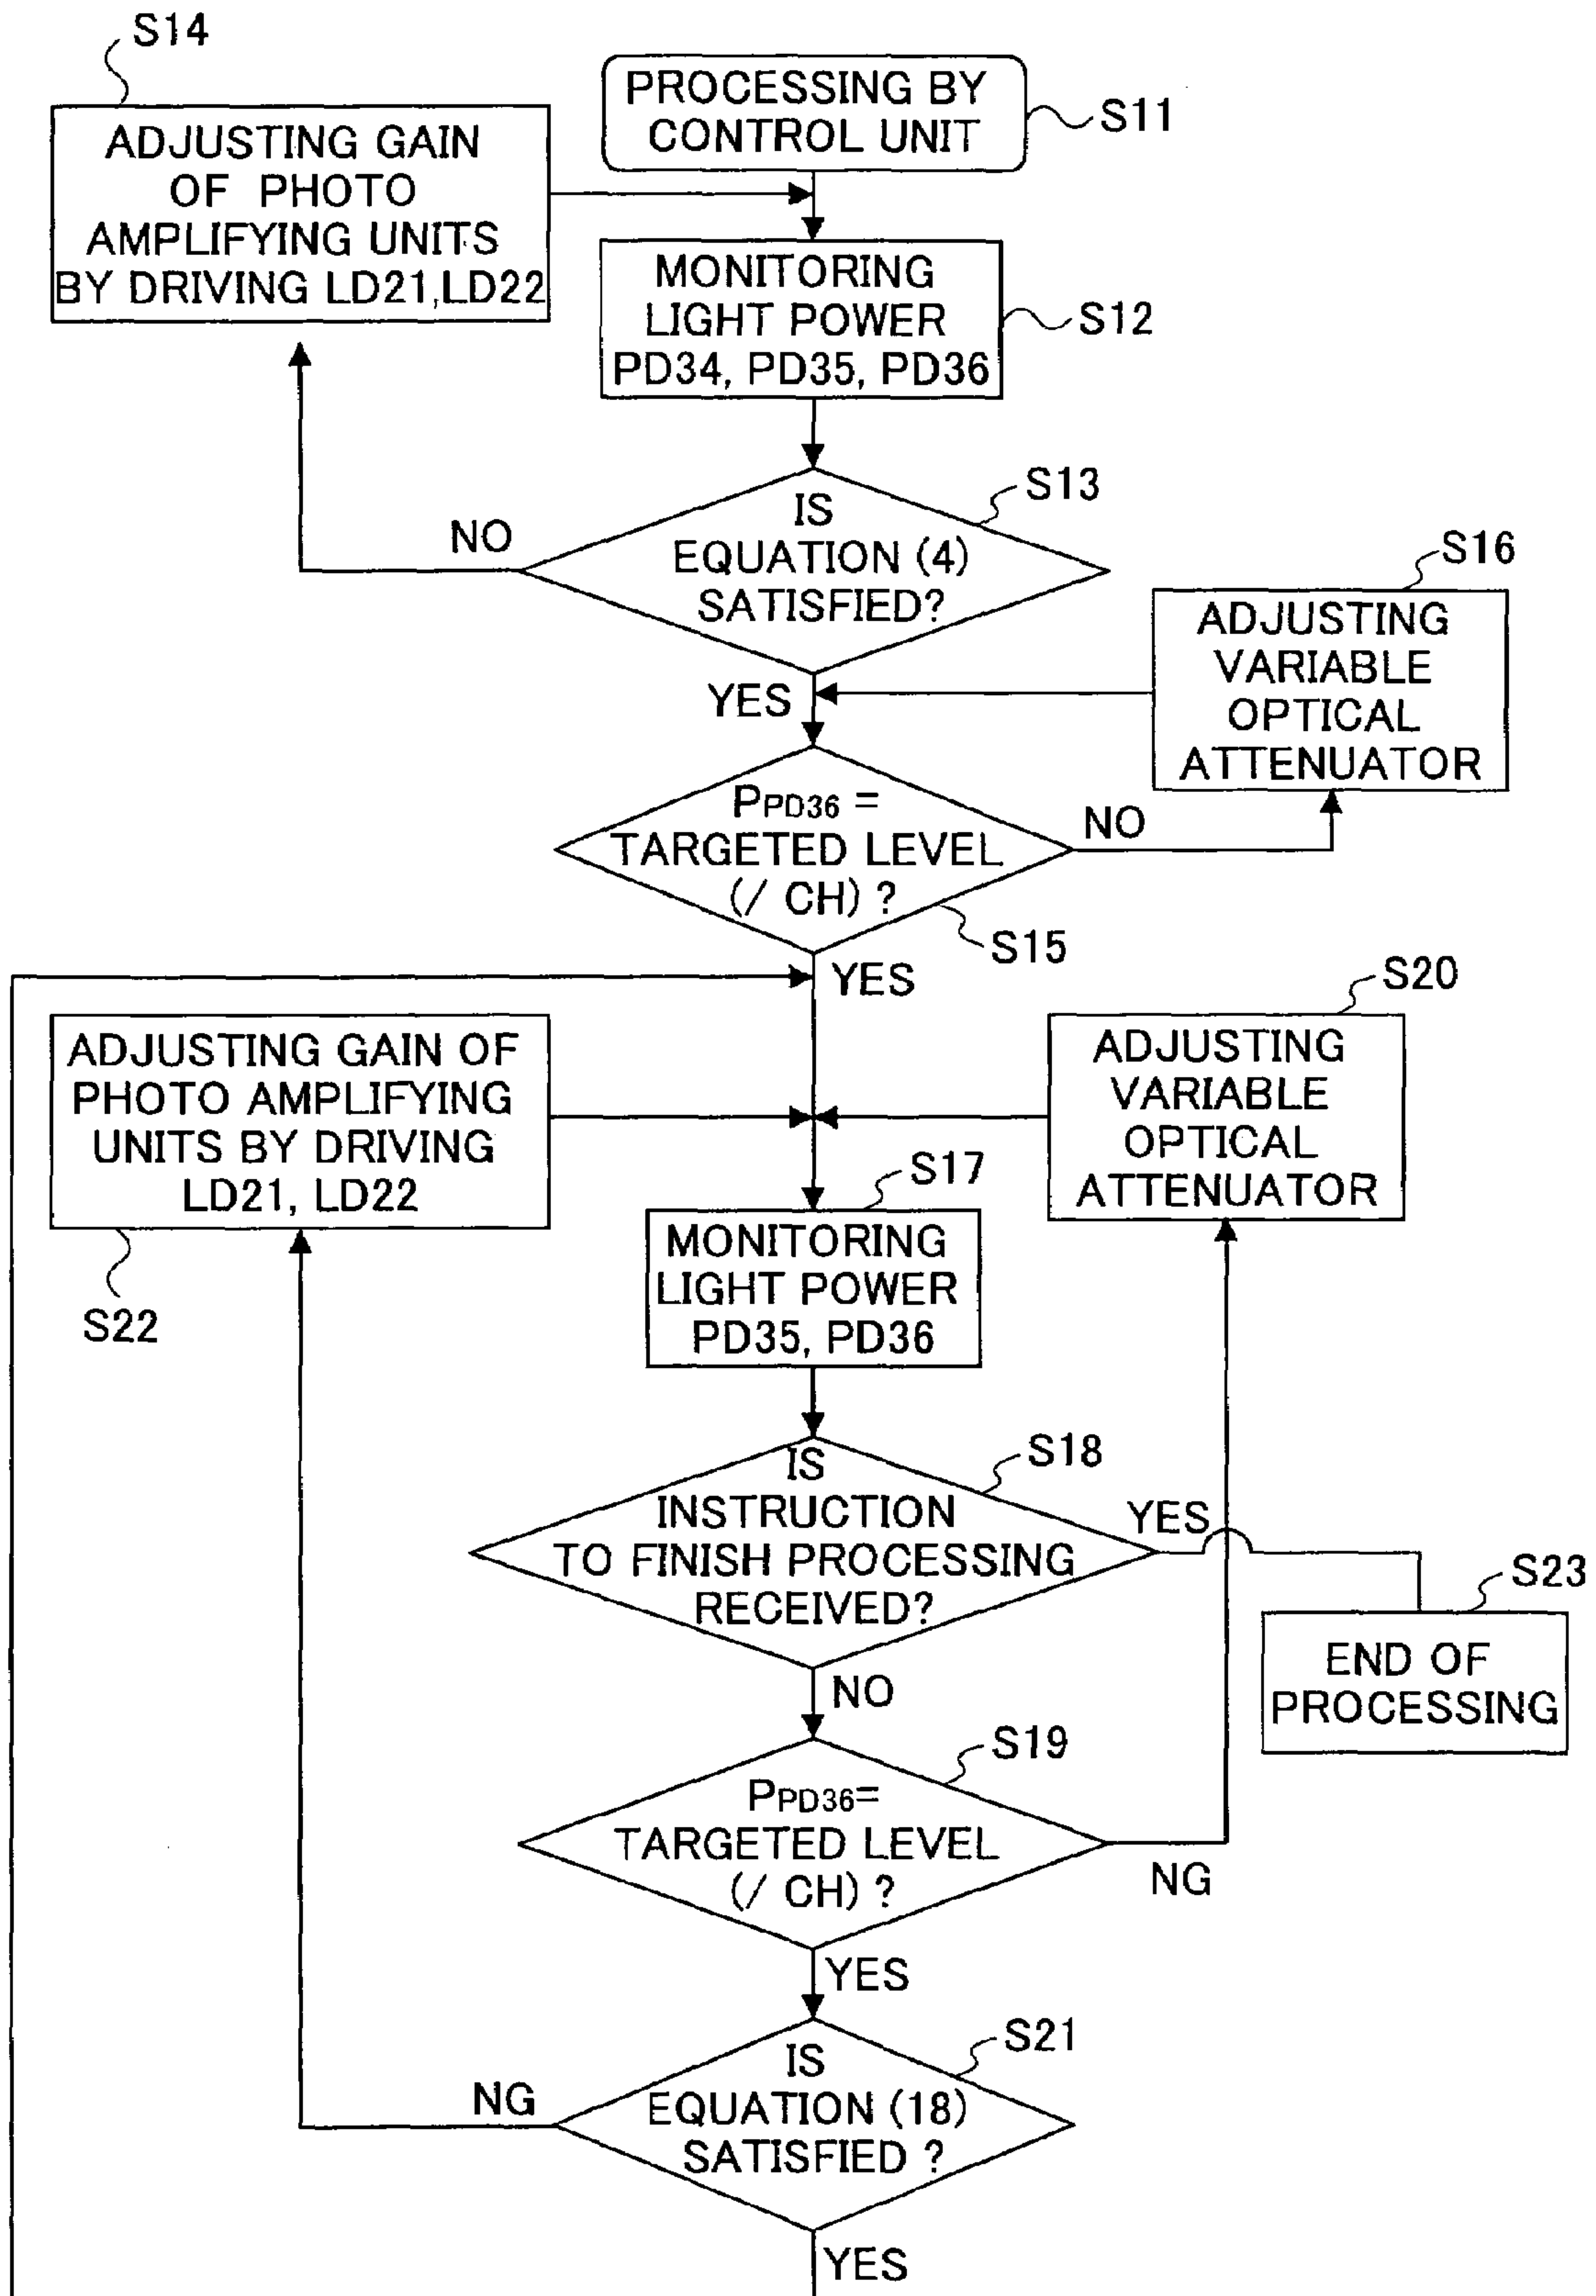 S14
PROCESSING BY
CONTROL UNIT
S11
ADJUSTING GAIN
OF PHOTO
AMPLIFYING UNITS
BY DRIVING LD21,LD22
MONITORING
LIGHT POWER
PD34, PD35, PD36
S12
S13
IS
EQUATION (4)
SATISFIED?
NO
YES
S16
ADJUSTING
VARIABLE
OPTICAL
ATTENUATOR
PPD36 =
TARGETED LEVEL
(/ CH) ?
NO
S15
YES
S20
ADJUSTING GAIN OF
PHOTO AMPLIFYING
UNITS BY DRIVING
LD21, LD22
S22
ADJUSTING
VARIABLE
OPTICAL
ATTENUATOR
S17
MONITORING
LIGHT POWER
PD35, PD36
S18
IS
INSTRUCTION
TO FINISH PROCESSING
RECEIVED?
YES
S23
END OF
PROCESSING
NO
S19
PPD36=
TARGETED LEVEL
(/ CH) ?
NG
YES
S21
IS
EQUATION (18)
SATISFIED ?
NG
YES